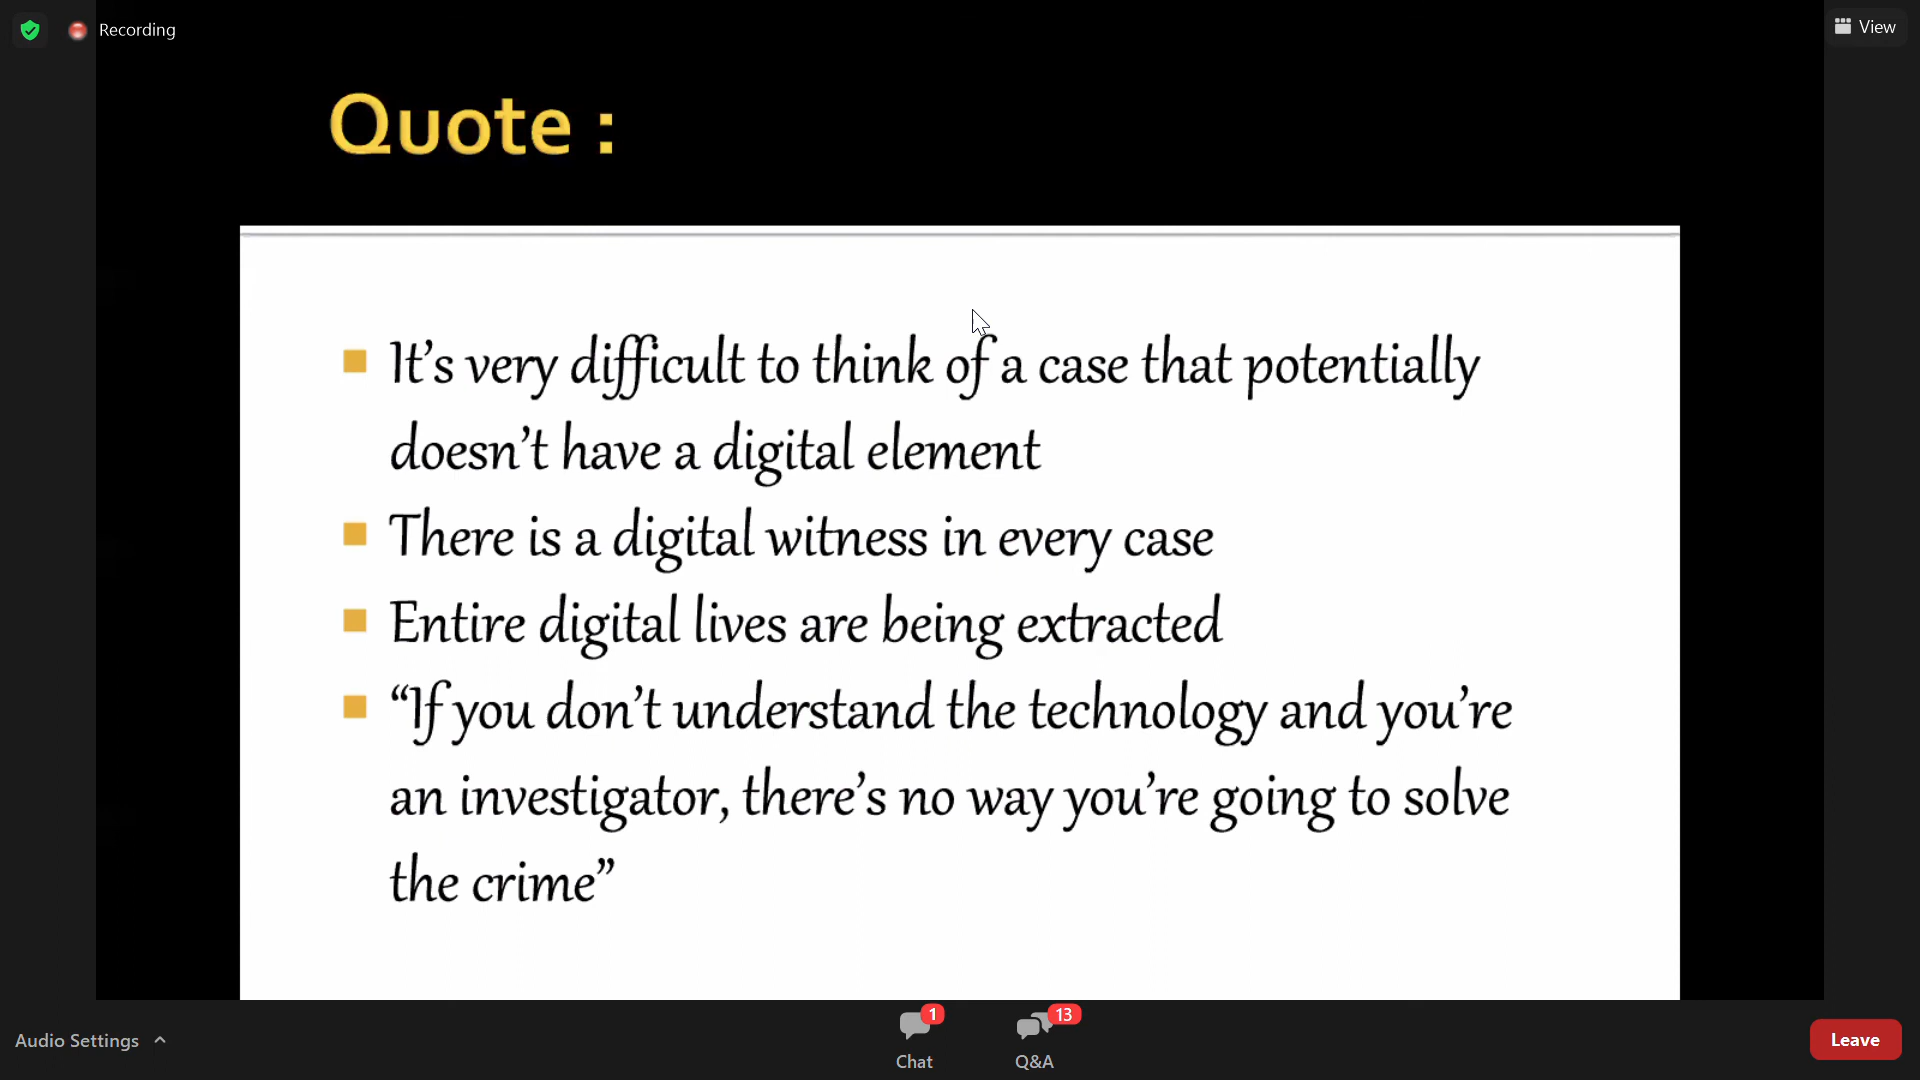 Recording
View
Quote :
It’s very difficult to think of a case that potentially
doesn’t have a digital element
There is a digital witness in every case
Entire digital lives are being extracted
“If you don’t understand the technology and you’re
an investigator, there’s no way you’re going to solve
the crime”
Audio Settings
1
Chat
13
Q&A
Leave